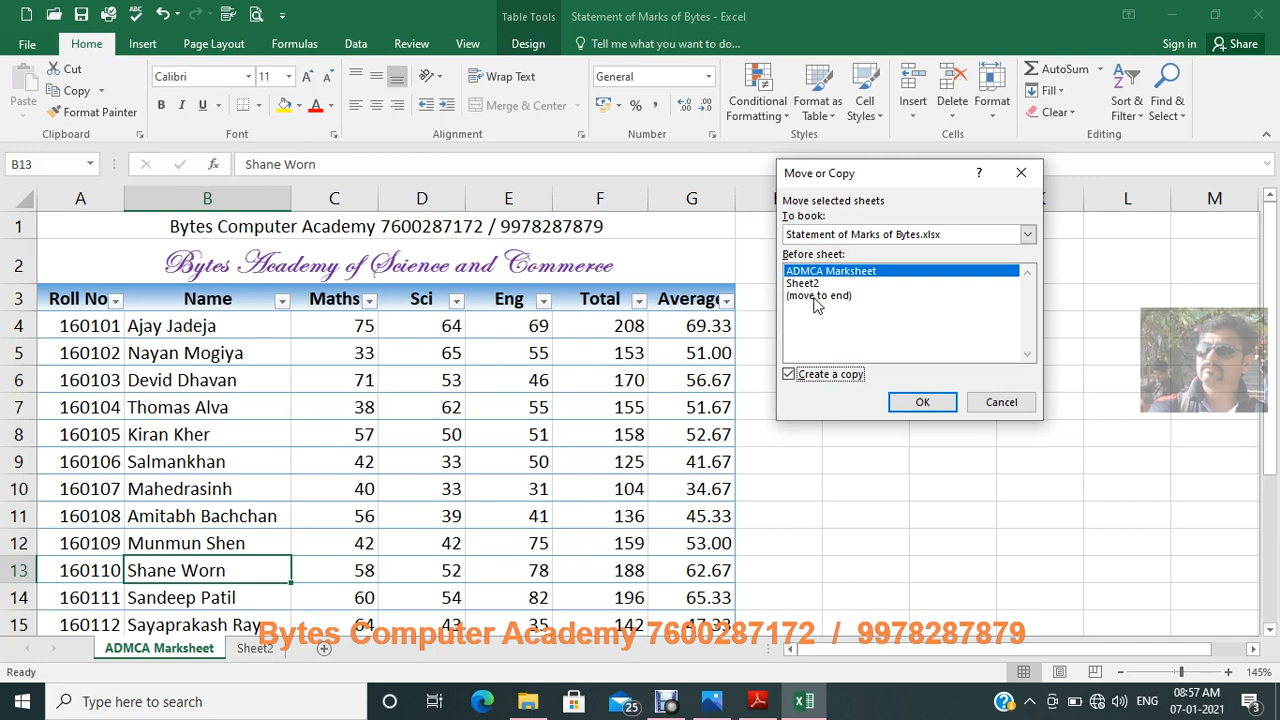 Table Tools
Statement of Marks of Bytes - Excel
File
Home
Insert
Page Layout
Formulas
Data
Review
View
Design
Tell me what you want to do...
Sign in
Share
Paste
Cut
Copy
Format Painter
Clipboard
Calibri
11
B I U
Font
Wrap Text
Merge & Center
Alignment
General
Number
Conditional Formatting
Format as Table
Cell Styles
Styles
Insert
Delete
Format
Cells
AutoSum
Fill
Clear
Sort & Filter
Find & Select
Editing
B13
fx
Shane Worn
A B C D E F G L M
1 Bytes Computer Academy 7600287172 / 9978287879
2 Bytes Academy of Science and Commerce
3 Roll No Name Maths Sci Eng Total Average
4 160101 Ajay Jadeja 75 64 69 208 69.33
5 160102 Nayan Mogiya 33 65 55 153 51.00
6 160103 Devid Dhavan 71 53 46 170 56.67
7 160104 Thomas Alva 38 62 55 155 51.67
8 160105 Kiran Kher 57 50 51 158 52.67
9 160106 Salmankhan 42 33 50 125 41.67
10 160107 Mahedrasinh 40 33 31 104 34.67
11 160108 Amitabh Bachchan 56 39 41 136 45.33
12 160109 Munmun Shen 42 42 75 159 53.00
13 160110 Shane Worn 58 52 78 188 62.67
14 160111 Sandeep Patil 60 54 82 196 65.33
15 160112 Sayaprakash Ray 64 43 35 142 47.33
Move or Copy
?
Move selected sheets
To book:
Statement of Marks of Bytes.xlsx
Before sheet:
ADMCA Marksheet
Sheet2
(move to end)
Create a copy
OK
Cancel
Bytes Computer Academy 7600287172 / 9978287879
ADMCA Marksheet
Sheet2
Ready
145%
Type here to search
25
ENG
08:57 AM
07-01-2021
3